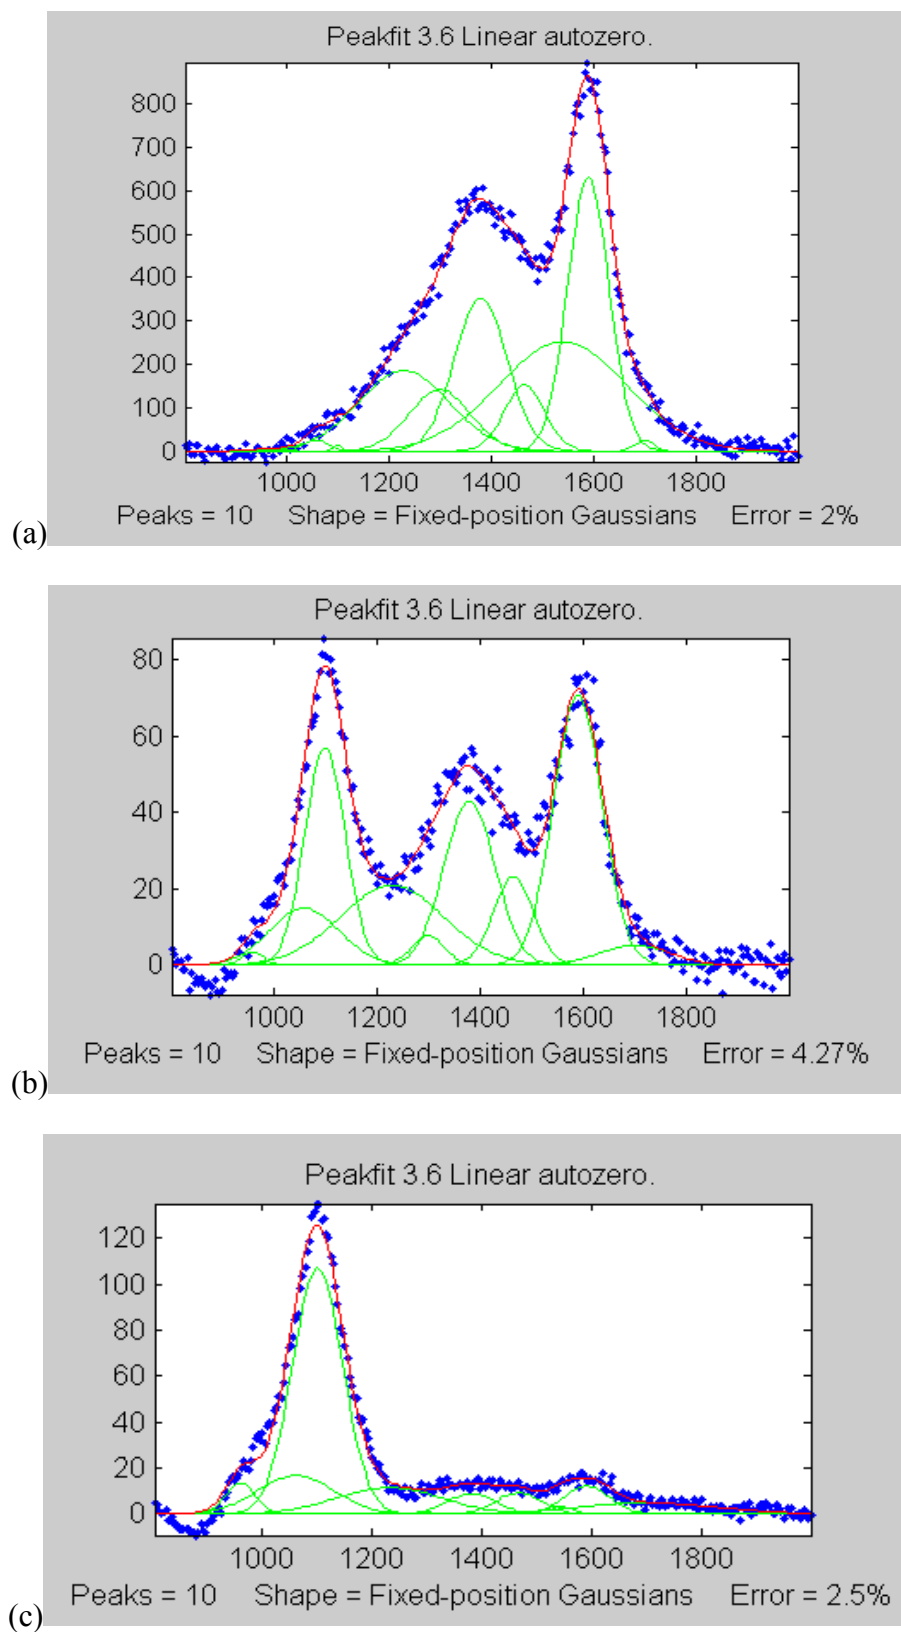 Peakfit 3.6 Linear autozero.
800
700
600
500
400
300
200
100
0
1000 1200 1400 1600 1800
Peaks = 10 Shape = Fixed-position Gaussians Error = 2%
(a)
Peakfit 3.6 Linear autozero.
80
60
40
20
0
1000 1200 1400 1600 1800
Peaks = 10 Shape = Fixed-position Gaussians Error = 4.27%
(b)
Peakfit 3.6 Linear autozero.
120
100
80
60
40
20
0
1000 1200 1400 1600 1800
Peaks = 10 Shape = Fixed-position Gaussians Error = 2.5%
(c)